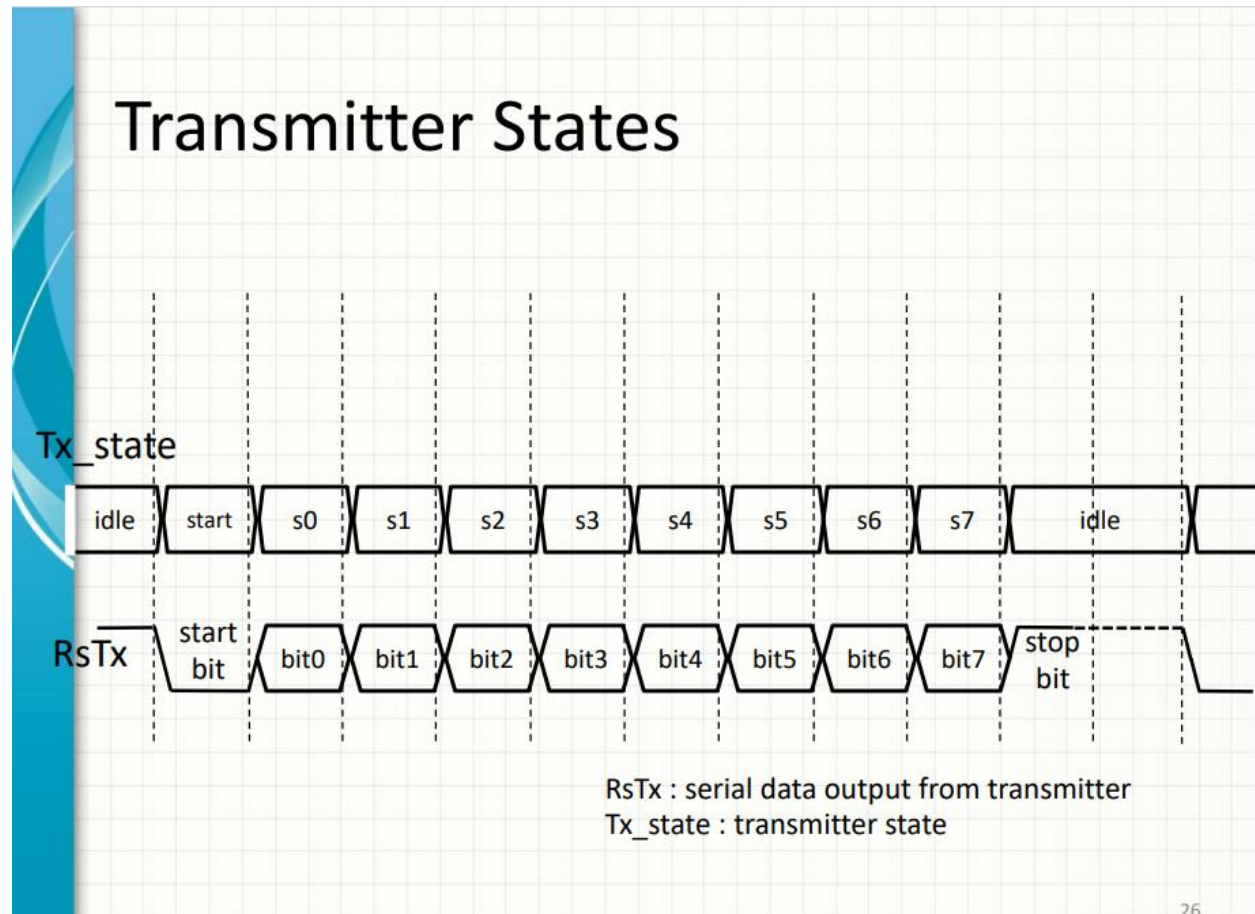 Transmitter States
Tx_state
idle start s0 s1 s2 s3 s4 s5 s6 s7 idle
RsTx
start
bit
bit0 bit1 bit2 bit3 bit4 bit5 bit6 bit7
stop
bit
RsTx : serial data output from transmitter
Tx_state : transmitter state
26